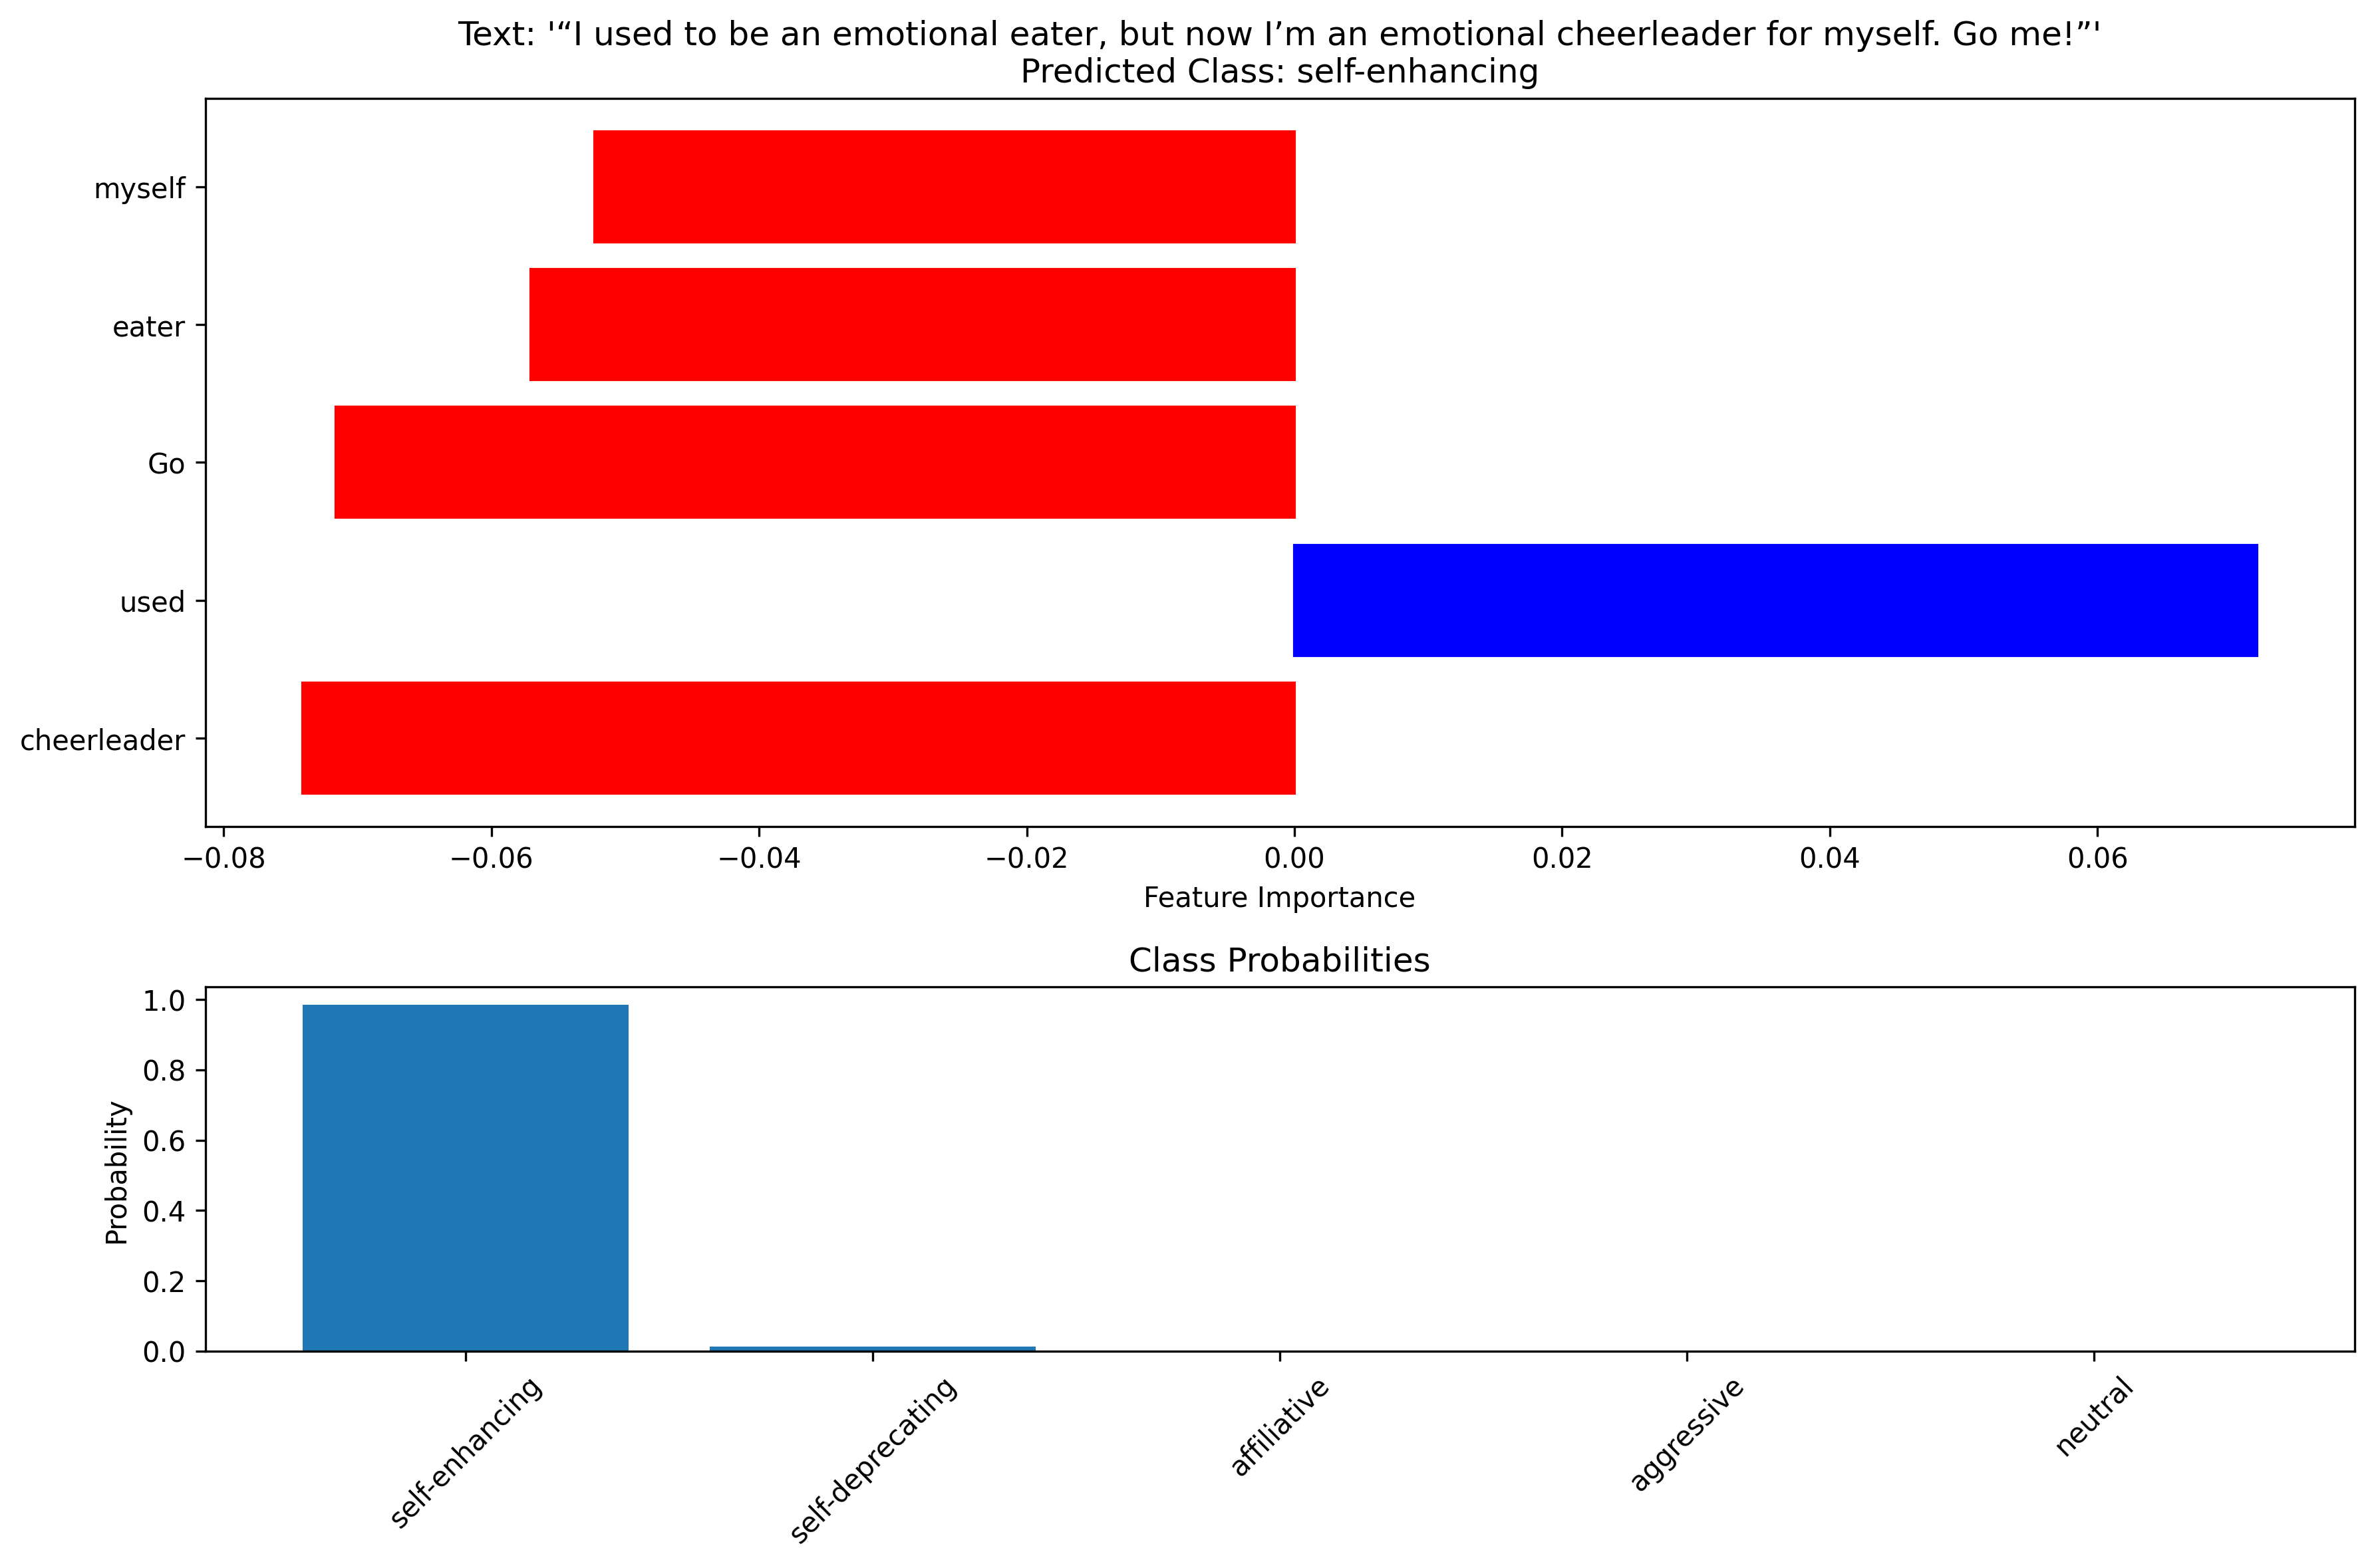 Text: '“I used to be an emotional eater, but now I’m an emotional cheerleader for myself. Go me!”'
Predicted Class: self-enhancing
myself
eater
Go
used
cheerleader
−0.08 −0.06 −0.04 −0.02 0.00 0.02 0.04 0.06
Feature Importance
Class Probabilities
1.0
0.8
0.6
0.4
0.2
0.0
Probability
self-enhancing self-deprecating affiliative aggressive neutral